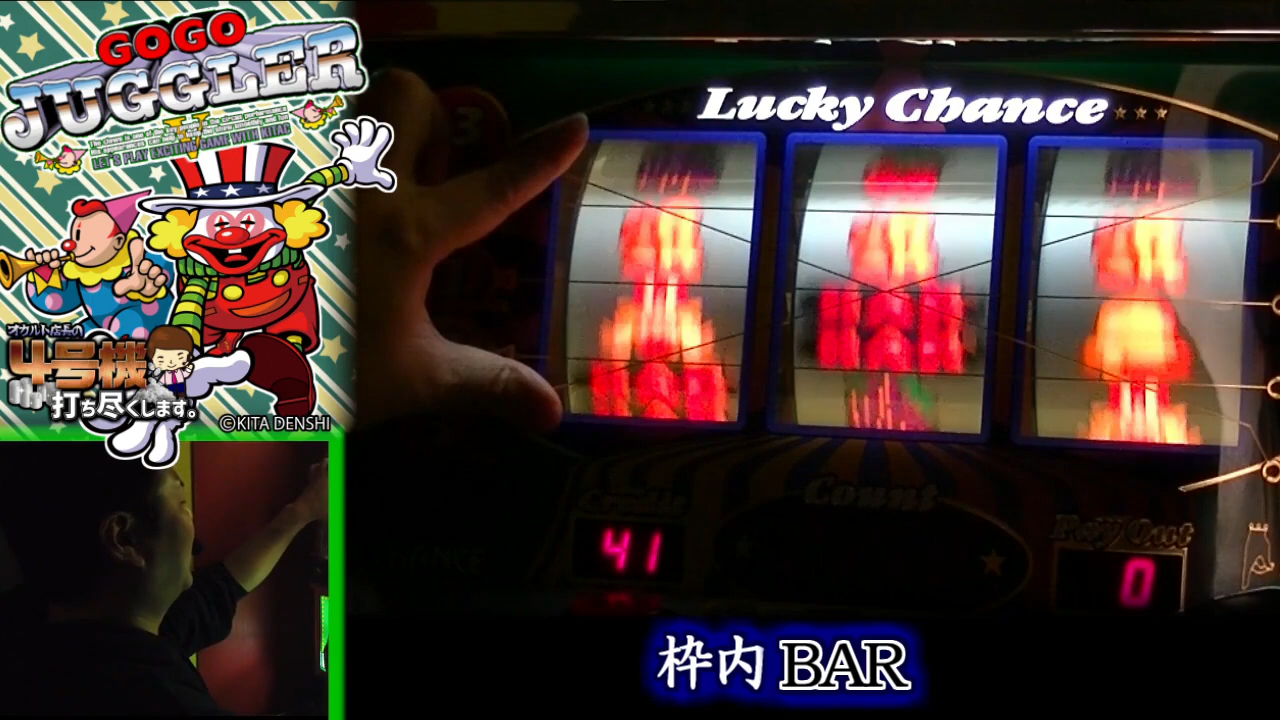 GOGO
JUGGLER
V
LET'S PLAY EXCITING GAME WITH KITAC
オカルト店長の
4号機
打ち尽くします。
©KITA DENSHI
Lucky Chance
Credits
Count
Pay Out
41
0
枠内 BAR